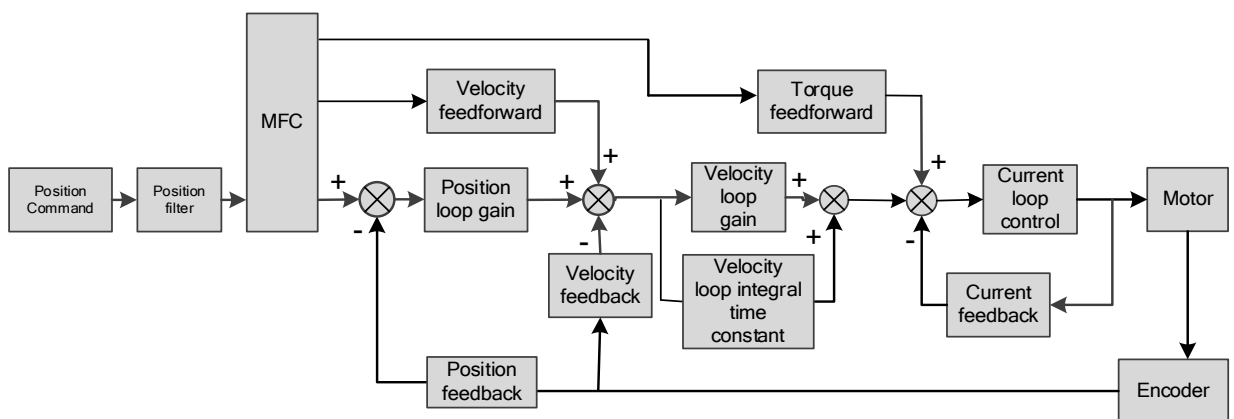 Position
Command
Position
filter
MFC
Velocity
feedforward
Torque
feedforward
+
-
Position
loop gain
+
+
-
Velocity
feedback
Velocity
loop
gain
Velocity
loop integral
time
constant
+
+
+
-
Current
loop
control
Current
feedback
Motor
Position
feedback
Encoder